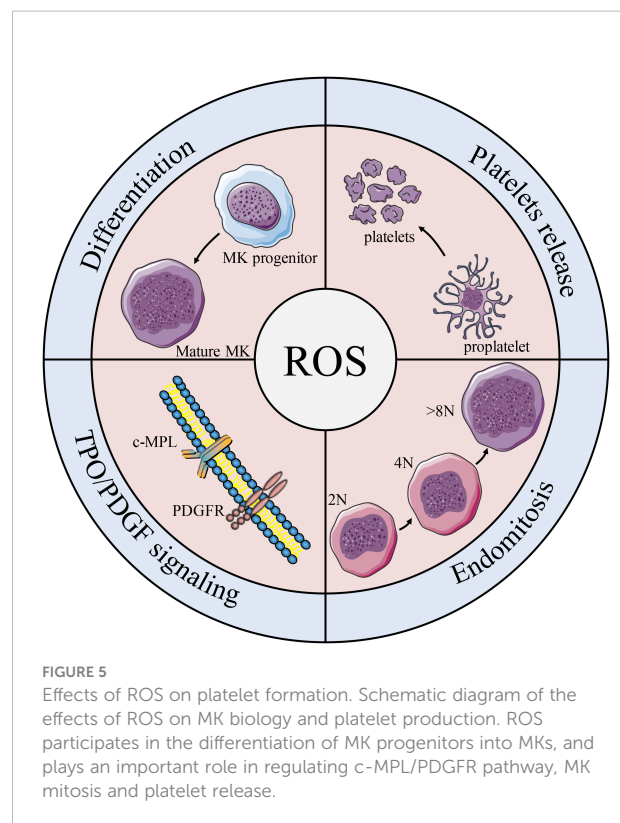 Differentiation
MK progenitor
Mature MK
Platelets release
platelets
proplatelet
ROS
TPO/PDGF signaling
c-MPL
PDGFR
Endomitosis
2N
4N
>8N
FIGURE 5
Effects of ROS on platelet formation. Schematic diagram of the
effects of ROS on MK biology and platelet production. ROS
participates in the differentiation of MK progenitors into MKs, and
plays an important role in regulating c-MPL/PDGFR pathway, MK
mitosis and platelet release.